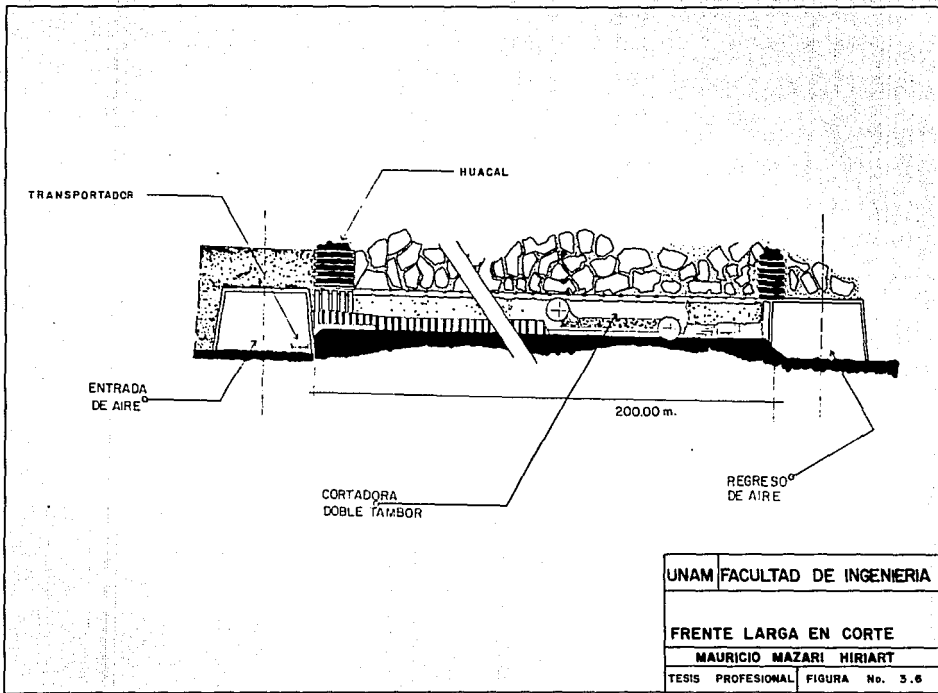 HUACAL
TRANSPORTADOR
ENTRADA
DE AIRE
200.00 m.
CORTADORA
DOBLE TAMBOR
REGRESO
DE AIRE
UNAM FACULTAD DE INGENIERIA
FRENTE LARGA EN CORTE
MAURICIO MAZARI HIRIART
TESIS PROFESIONAL FIGURA No. 3.6